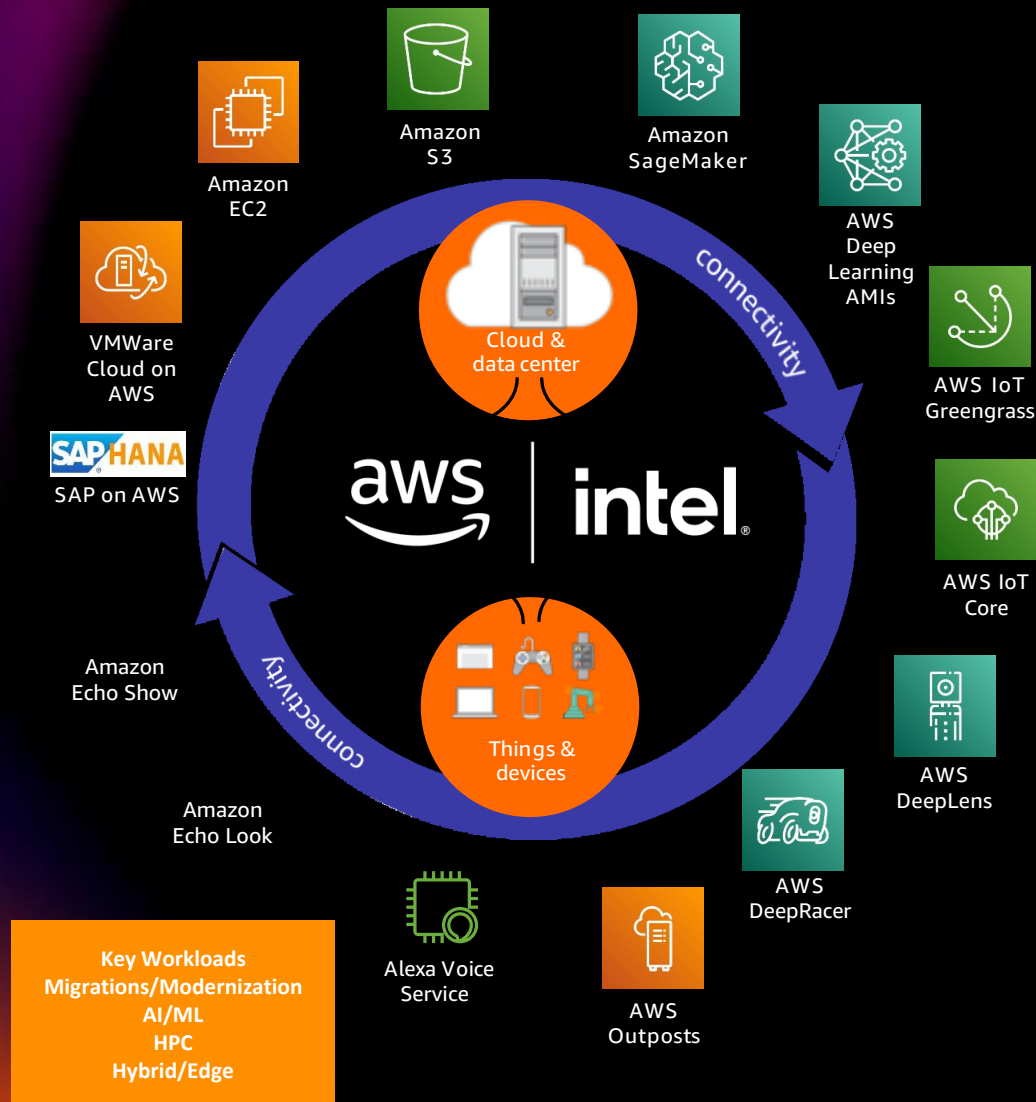 Amazon
S3
Amazon
SageMaker
Amazon
EC2
AWS
Deep
Learning
AMIs
connectivity
Cloud &
data center
VMWare
Cloud on
AWS
AWS IoT
Greengrass
SAP HANA
®
SAP on AWS
aws
intel®
AWS IoT
Core
Amazon
Echo Show
connectivity
Things &
devices
AWS
DeepLens
Amazon
Echo Look
AWS
DeepRacer
Alexa Voice
Service
AWS
Outposts
Key Workloads
Migrations/Modernization
AI/ML
HPC
Hybrid/Edge